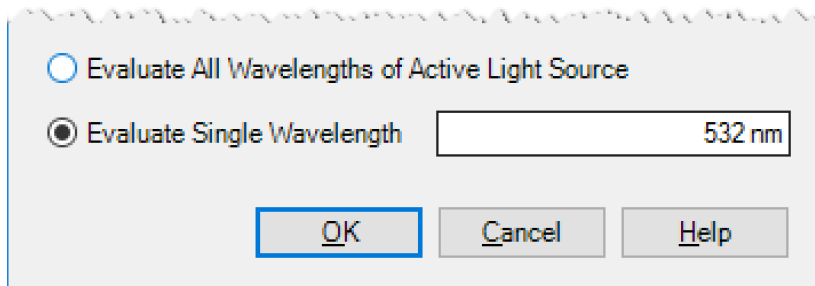 Evaluate All Wavelengths of Active Light Source
Evaluate Single Wavelength 532 nm
OK Cancel Help